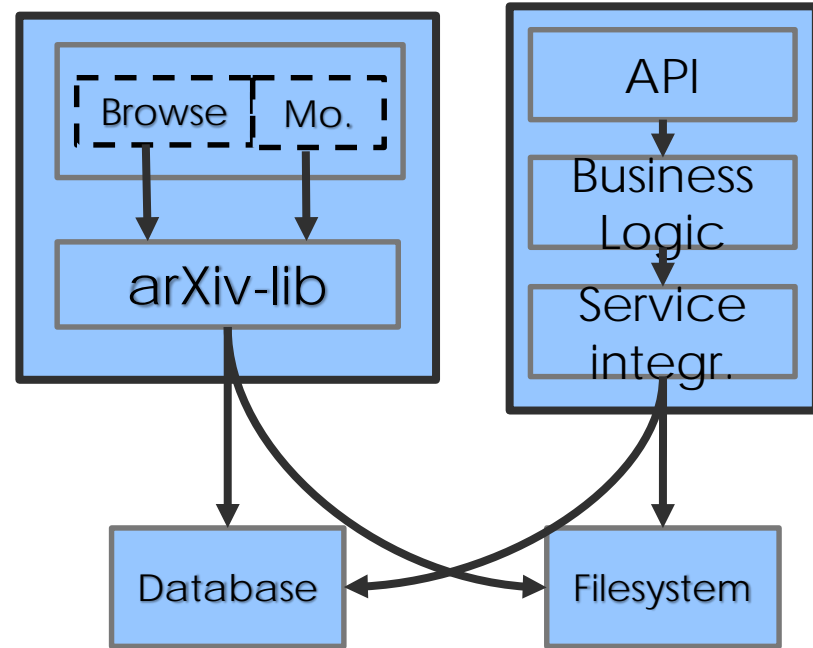 Browse
Mo.
arXiv-lib
API
Business
Logic
Service
integr.
Database
Filesystem